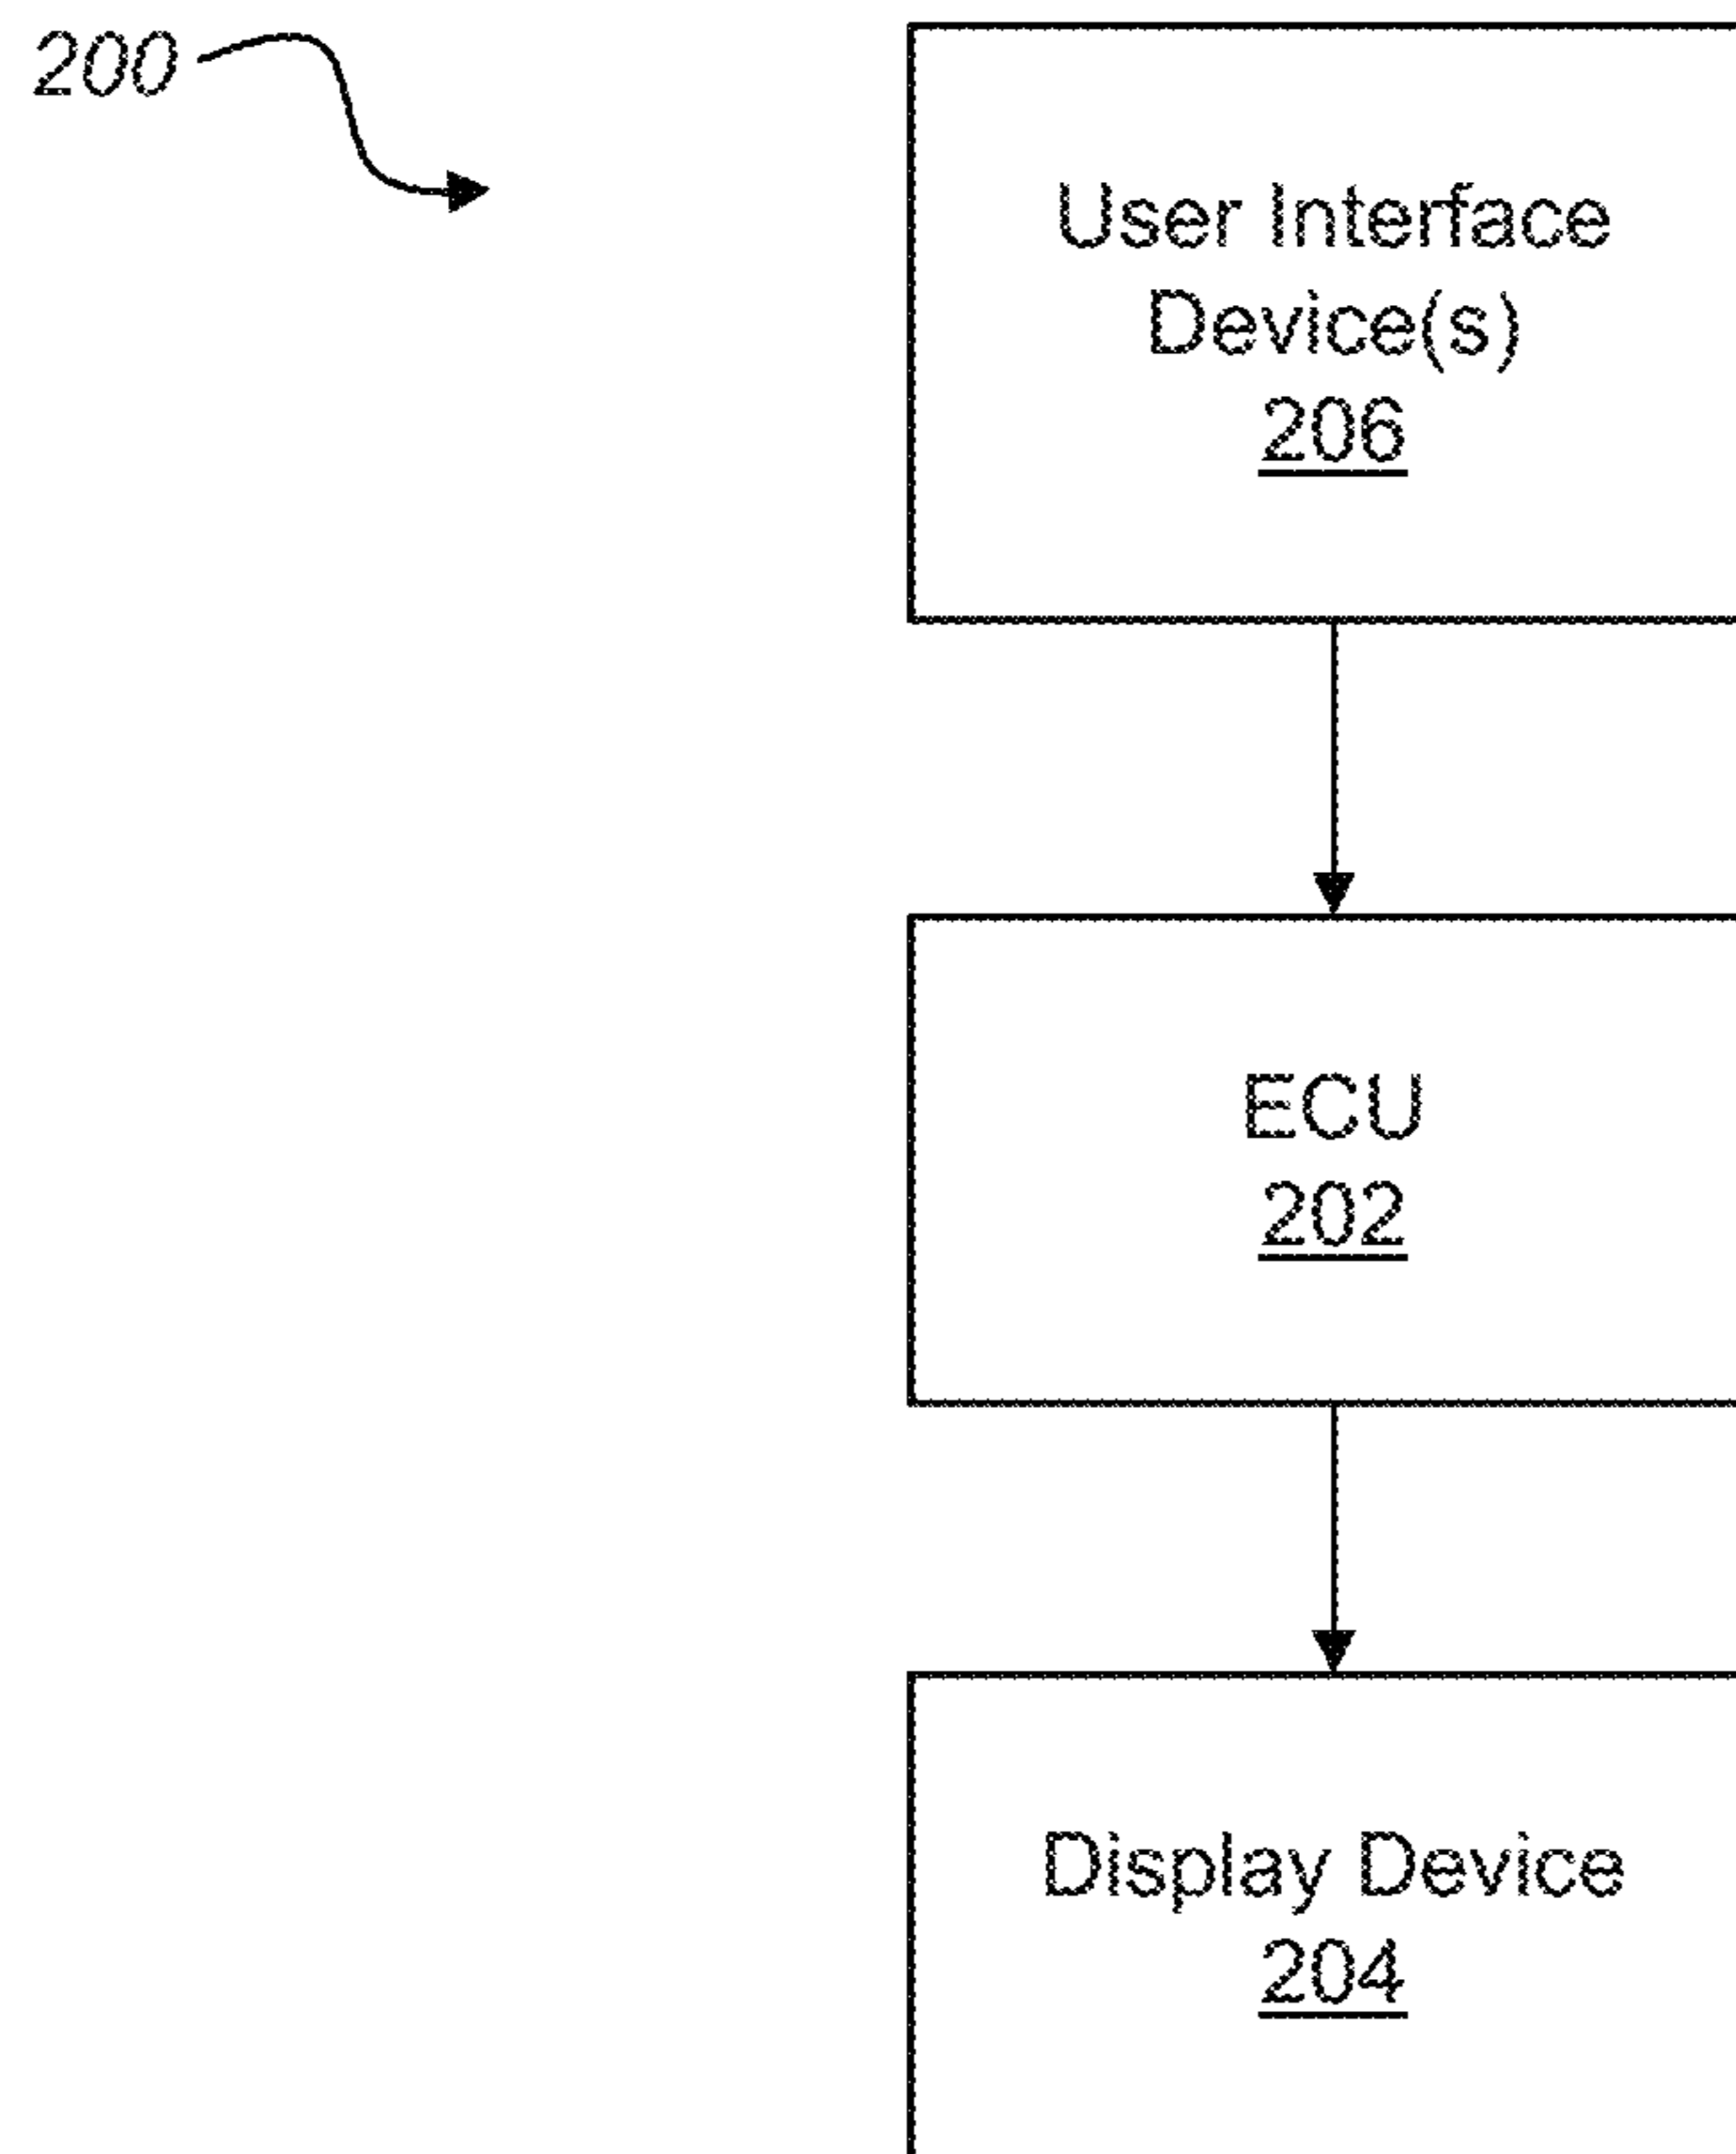 200
User Interface
Device(s)
206
ECU
202
Display Device
204